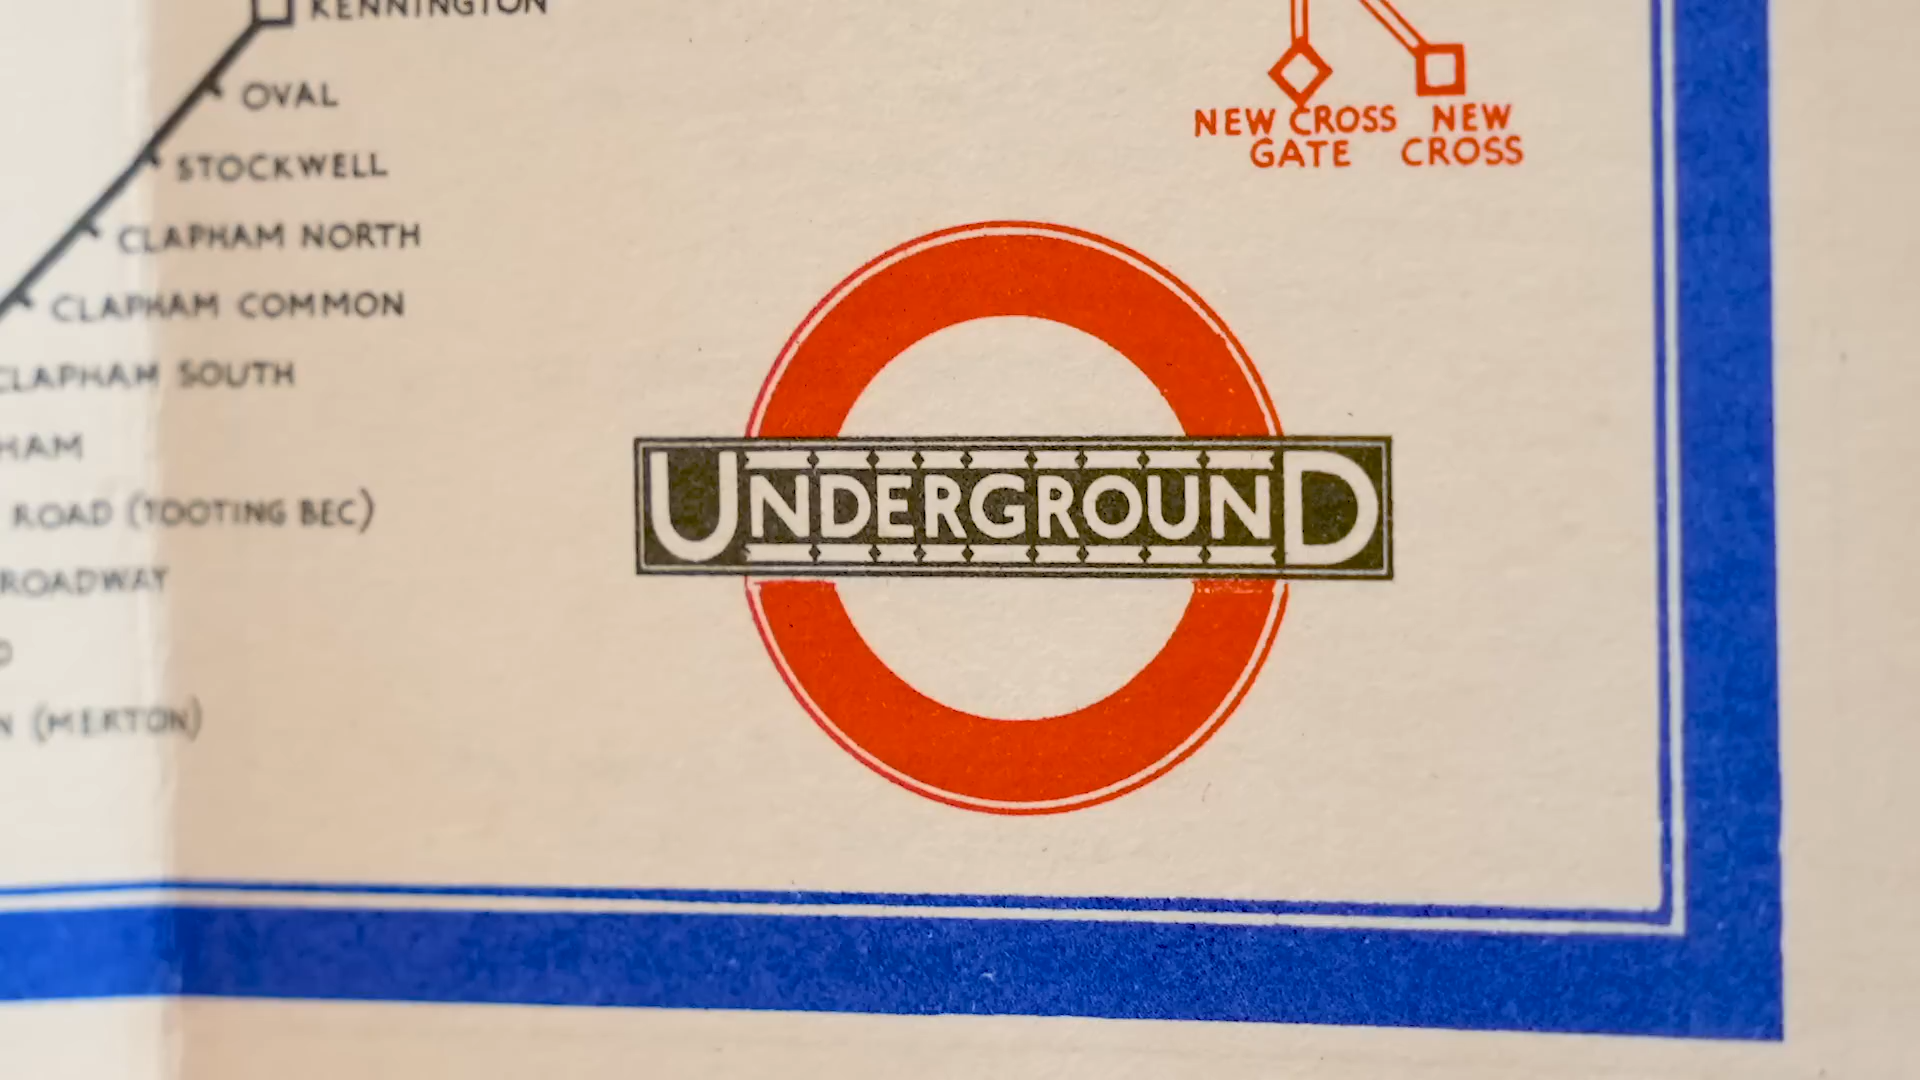 KENNINGTON
OVAL
STOCKWELL
CLAPHAM NORTH
CLAPHAM COMMON
CLAPHAM SOUTH
HAM
ROAD (TOOTING BEC)
ROADWAY
N (MERTON)
NEW CROSS
GATE
NEW
CROSS
UNDERGROUND